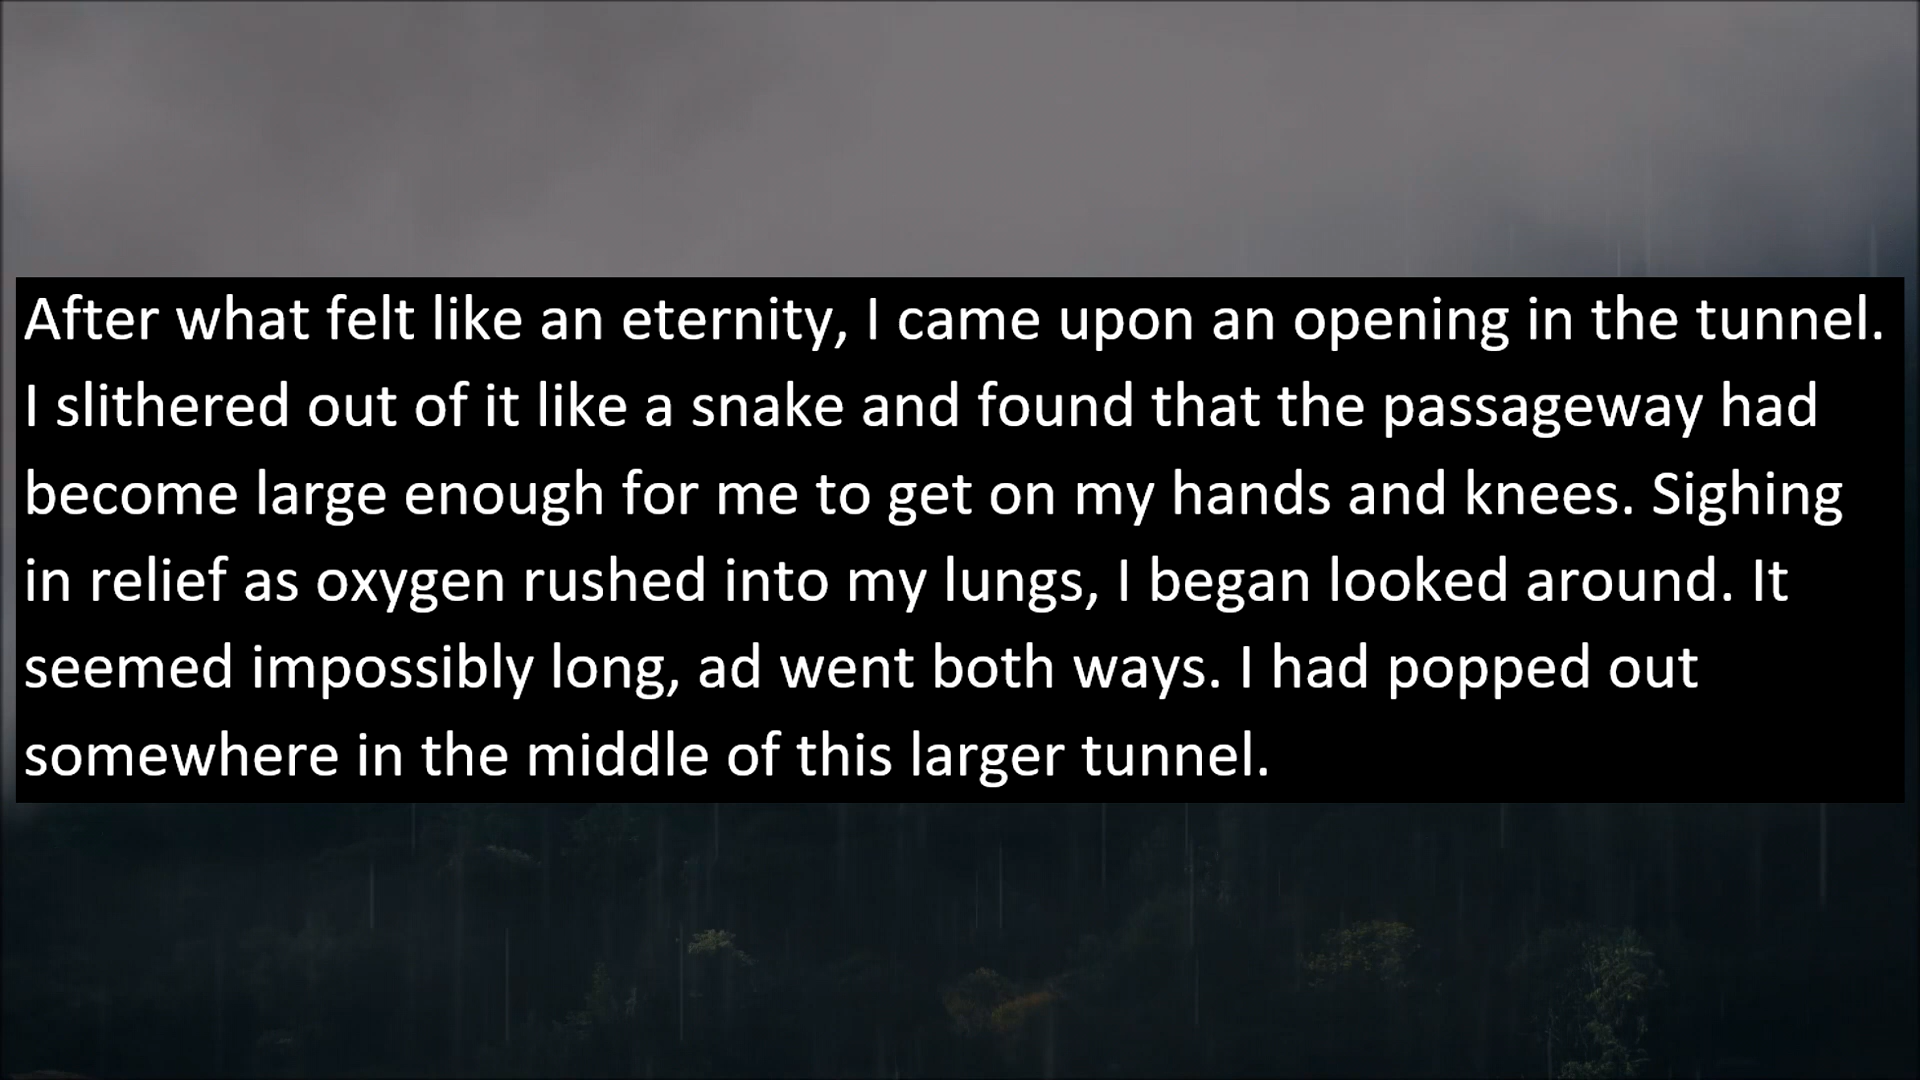 After what felt like an eternity, I came upon an opening in the tunnel.
I slithered out of it like a snake and found that the passageway had
become large enough for me to get on my hands and knees. Sighing
in relief as oxygen rushed into my lungs, I began looked around. It
seemed impossibly long, ad went both ways. I had popped out
somewhere in the middle of this larger tunnel.